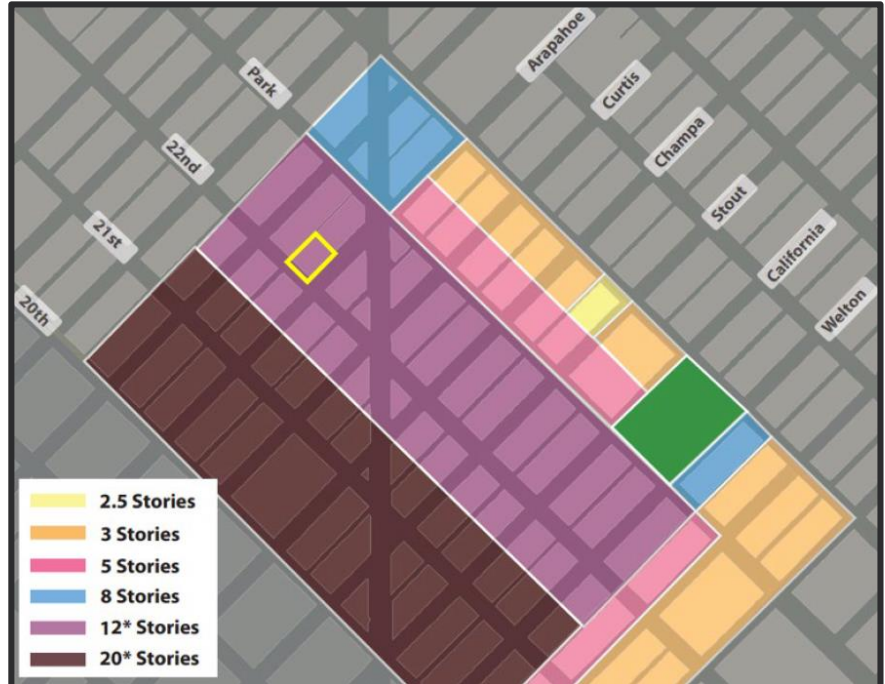 Arapahoe
Curtis
Champa
Stout
California
Welton
Park
22nd
21st
20th
2.5 Stories
3 Stories
5 Stories
8 Stories
12* Stories
20* Stories